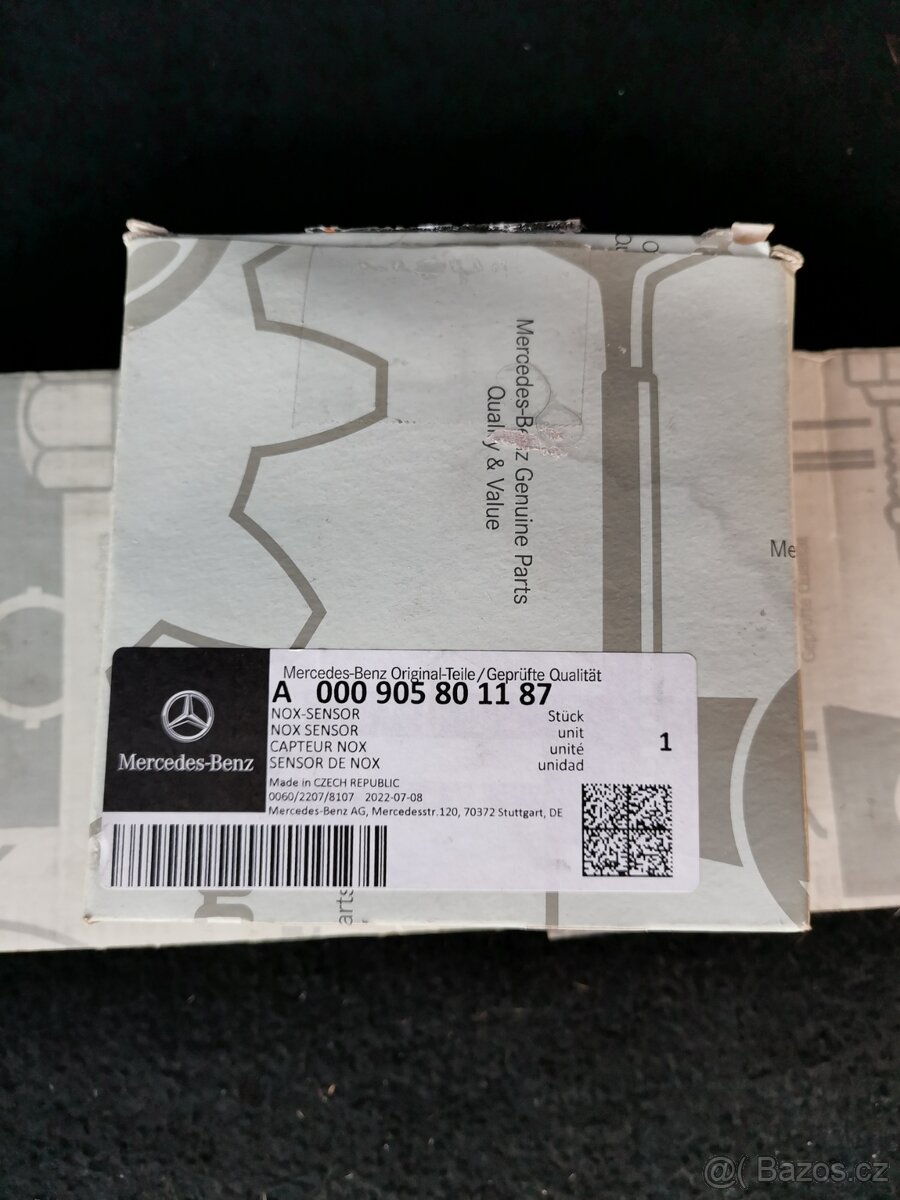 Mercedes-Benz Genuine Parts
Quality & Value
Me
Mercedes-Benz Original-Teile/Geprüfte Qualität
A 000 905 80 11 87
NOX-SENSOR Stück
NOX SENSOR unit
CAPTEUR NOX unité
SENSOR DE NOX unidad
1
Mercedes-Benz
Made in CZECH REPUBLIC
0060/2207/8107 2022-07-08
Mercedes-Benz AG, Mercedesstr.120, 70372 Stuttgart, DE
arts
@( Bazos.cz